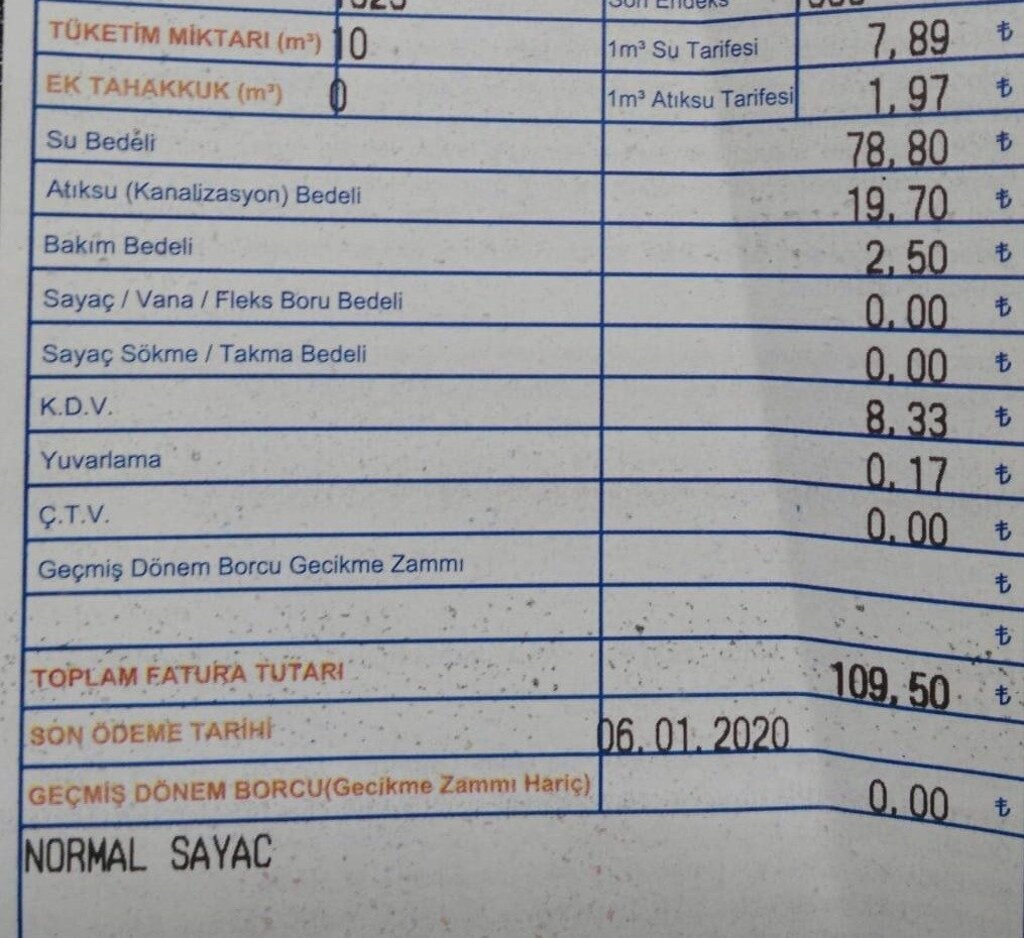 Son Endeks
TÜKETİM MİKTARI (m³) 10 1m³ Su Tarifesi 7,89 ₺
EK TAHAKKUK (m³) 0 1m³ Atıksu Tarifesi 1,97 ₺
Su Bedeli 78,80 ₺
Atıksu (Kanalizasyon) Bedeli 19,70 ₺
Bakım Bedeli 2,50 ₺
Sayaç / Vana / Fleks Boru Bedeli 0,00 ₺
Sayaç Sökme / Takma Bedeli 0,00 ₺
K.D.V. 8,33 ₺
Yuvarlama 0,17 ₺
Ç.T.V. 0,00 ₺
Geçmiş Dönem Borcu Gecikme Zammı ₺
₺
TOPLAM FATURA TUTARI 109,50 ₺
SON ÖDEME TARİHİ 06.01.2020
GEÇMİŞ DÖNEM BORCU(Gecikme Zammı Hariç) 0,00 ₺
NORMAL SAYAC